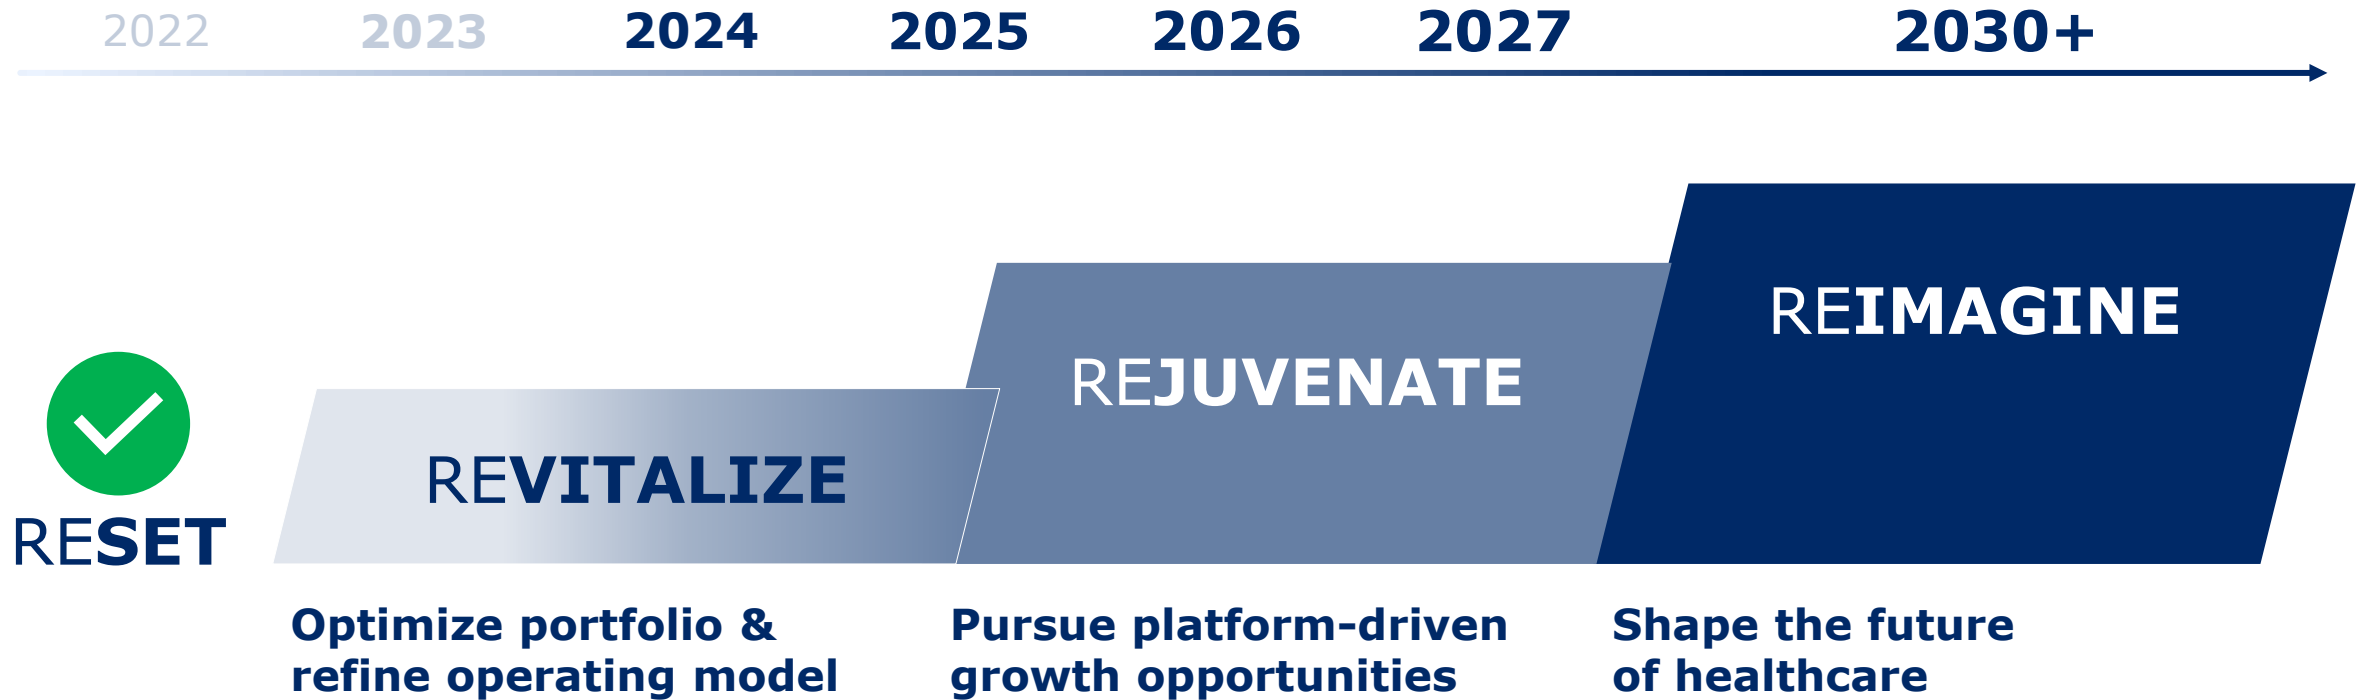 2022 2023 2024 2025 2026 2027 2030+
REIMAGINE
REJUVENATE
REVITALIZE
RESET
Optimize portfolio &
refine operating model
Pursue platform-driven
growth opportunities
Shape the future
of healthcare